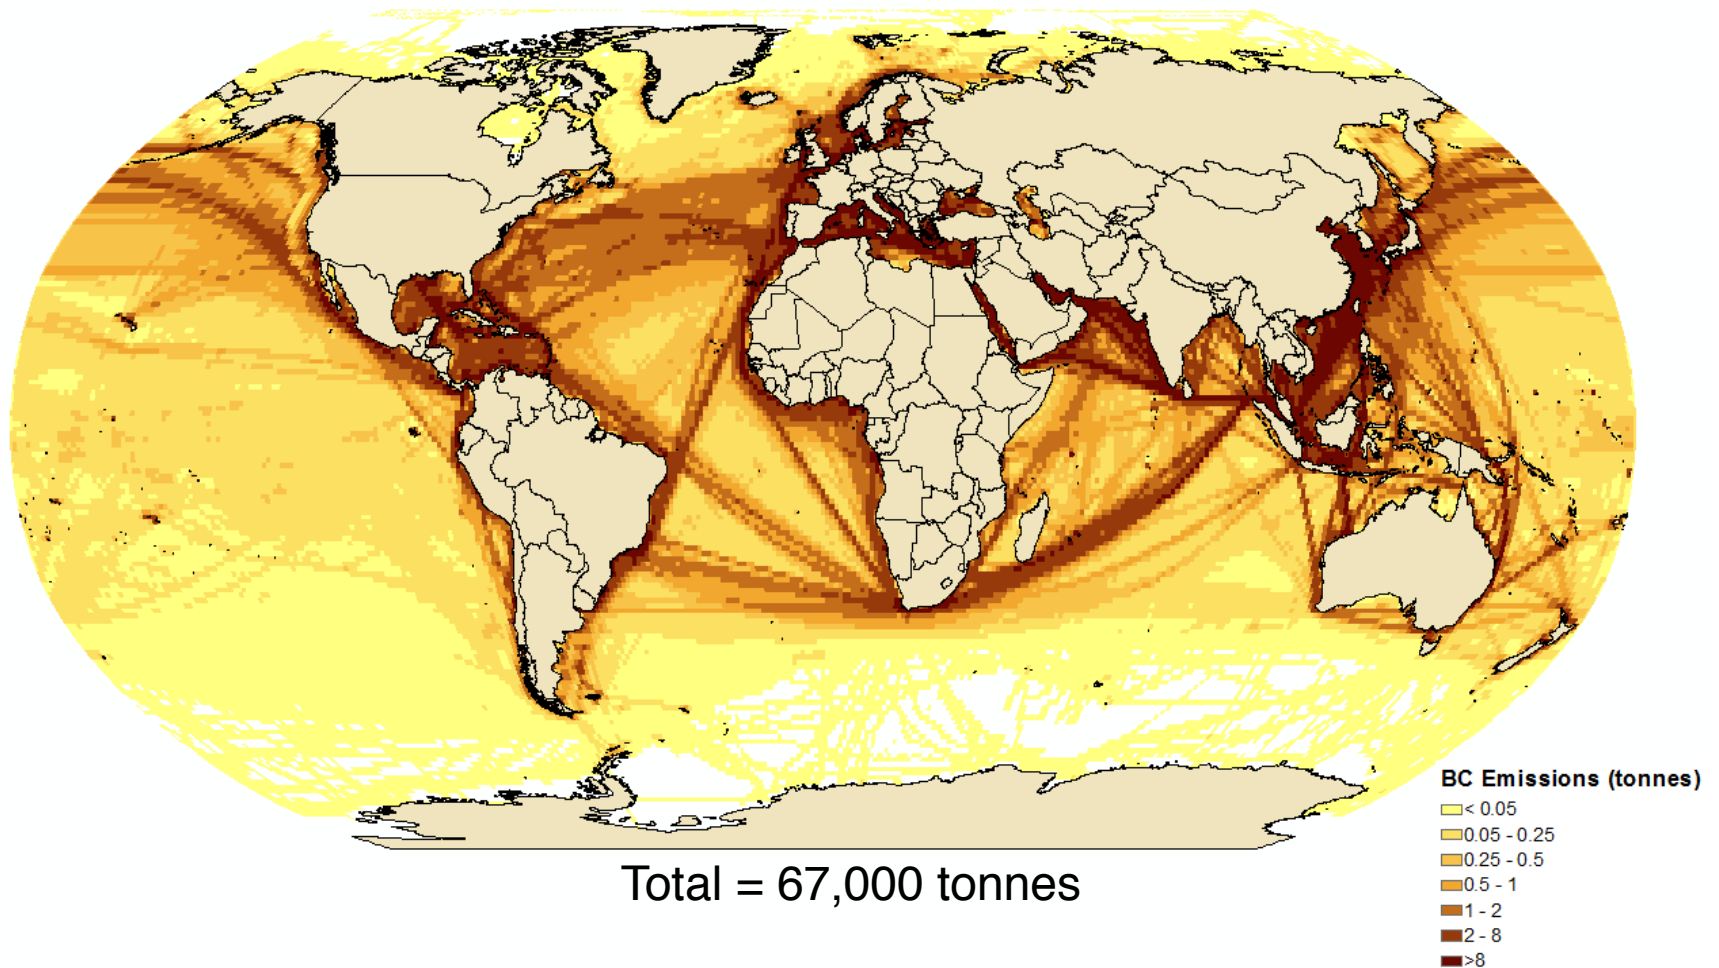 BC Emissions (tonnes)
< 0.05
0.05 - 0.25
0.25 - 0.5
0.5 - 1
1 - 2
2 - 8
>8
Total = 67,000 tonnes